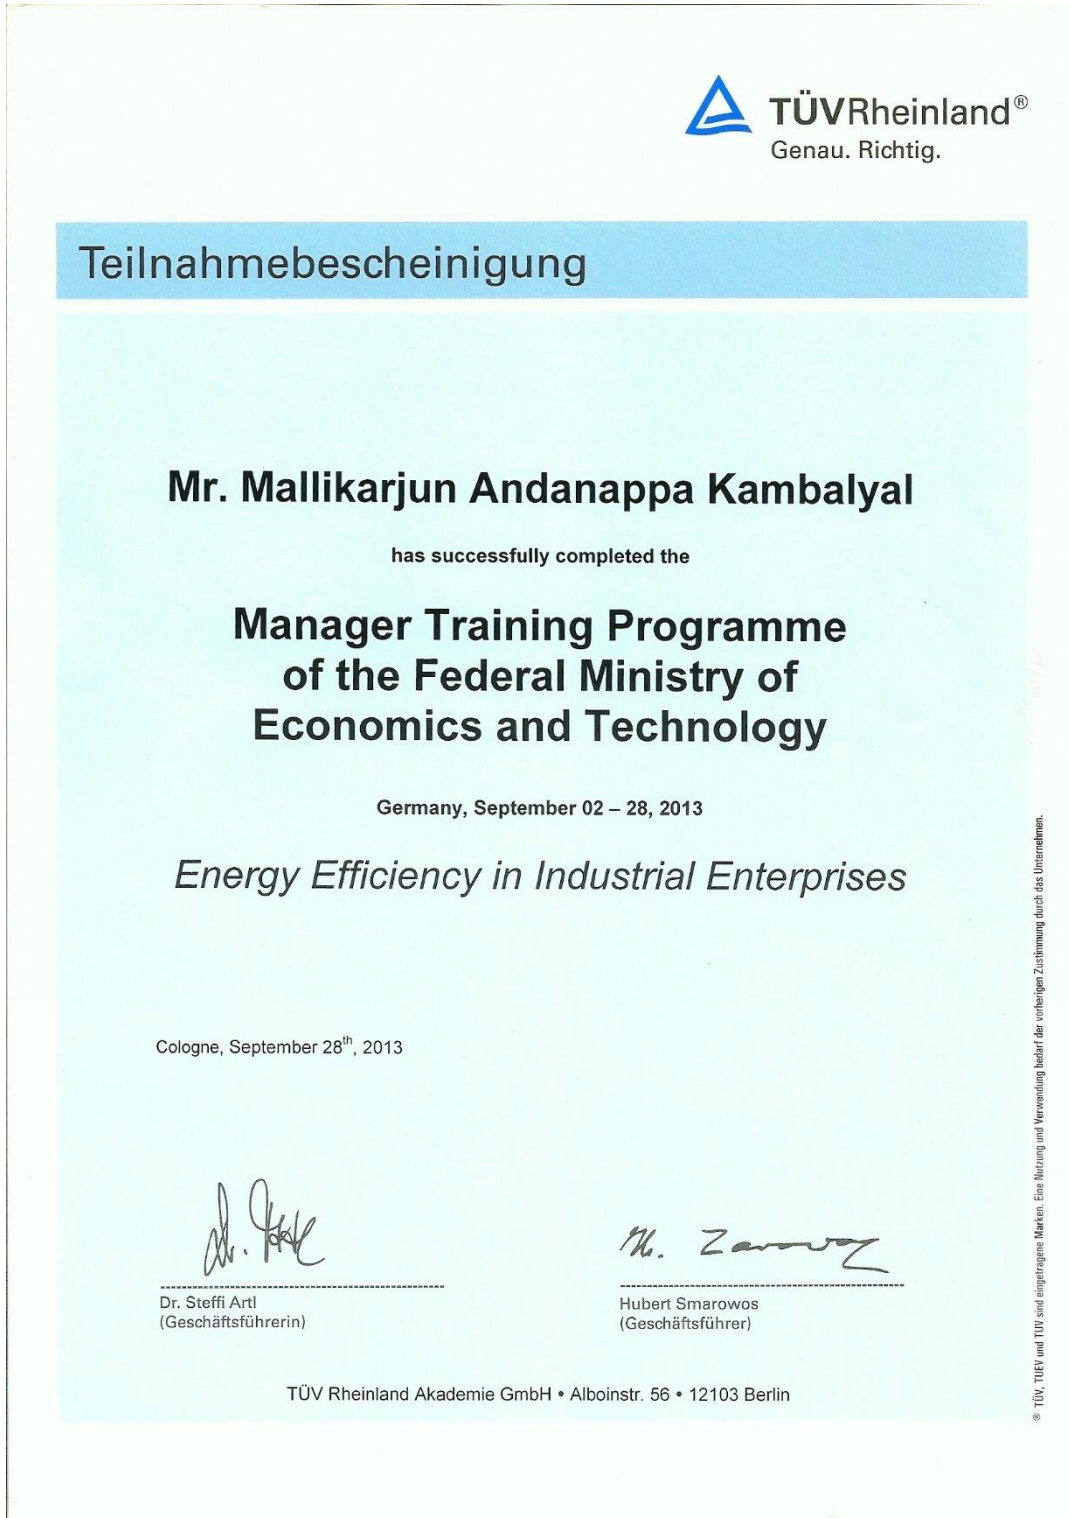 TÜVRheinland®
Genau. Richtig.
Teilnahmebescheinigung
Mr. Mallikarjun Andanappa Kambalyal
has successfully completed the
Manager Training Programme
of the Federal Ministry of
Economics and Technology
Germany, September 02 – 28, 2013
Energy Efficiency in Industrial Enterprises
Cologne, September 28th, 2013
Dr. Steffi Artl
(Geschäftsführerin)
Hubert Smarowos
(Geschäftsführer)
TÜV Rheinland Akademie GmbH • Alboinstr. 56 • 12103 Berlin
® TÜV, TUEV und TUV sind eingetragene Marken. Eine Nutzung und Verwendung bedarf der vorherigen Zustimmung durch das Unternehmen.